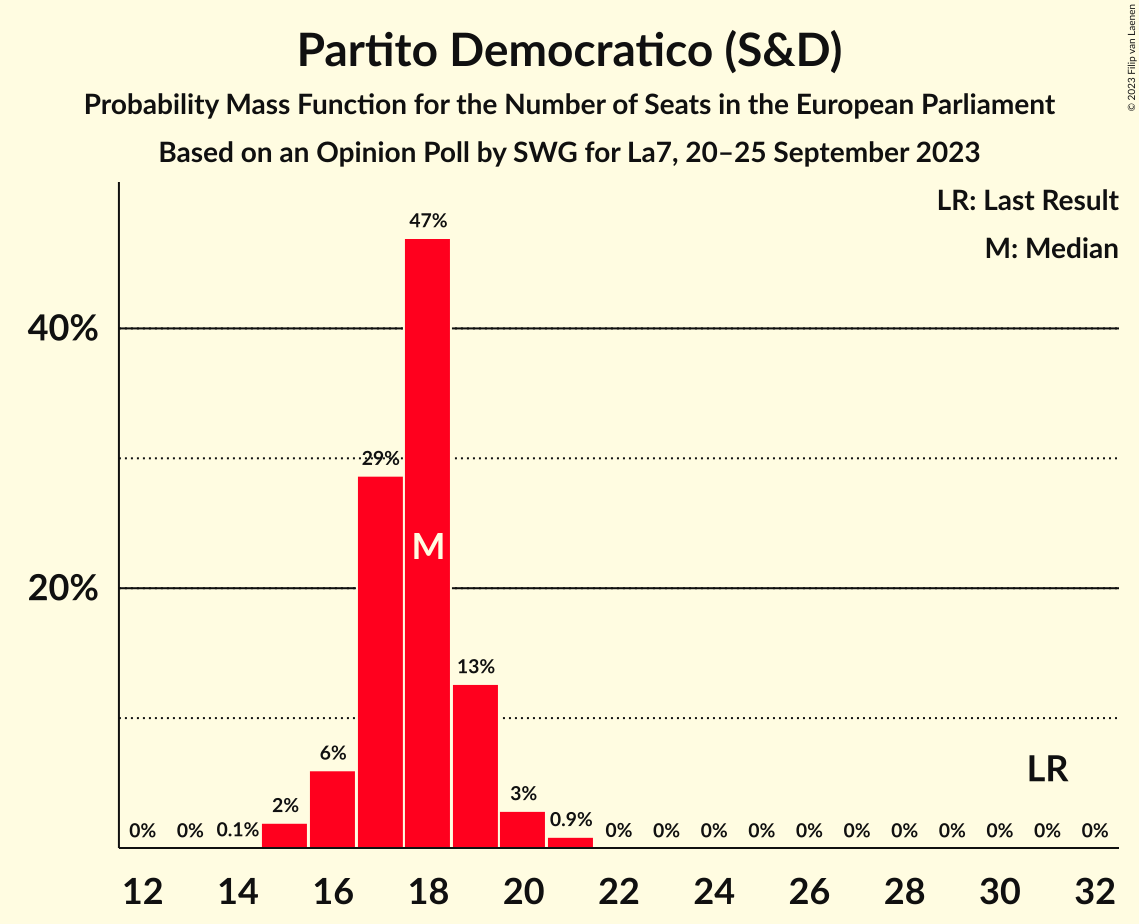 Partito Democratico (S&D)
Probability Mass Function for the Number of Seats in the European Parliament
Based on an Opinion Poll by SWG for La7, 20–25 September 2023
© 2023 Filip van Laenen
LR: Last Result
M: Median
47%
40%
29%
M
20%
13%
LR
6%
3%
2%
0.9%
0% 0% 0.1% 0% 0% 0% 0% 0% 0% 0% 0% 0% 0% 0%
12 14 16 18 20 22 24 26 28 30 32